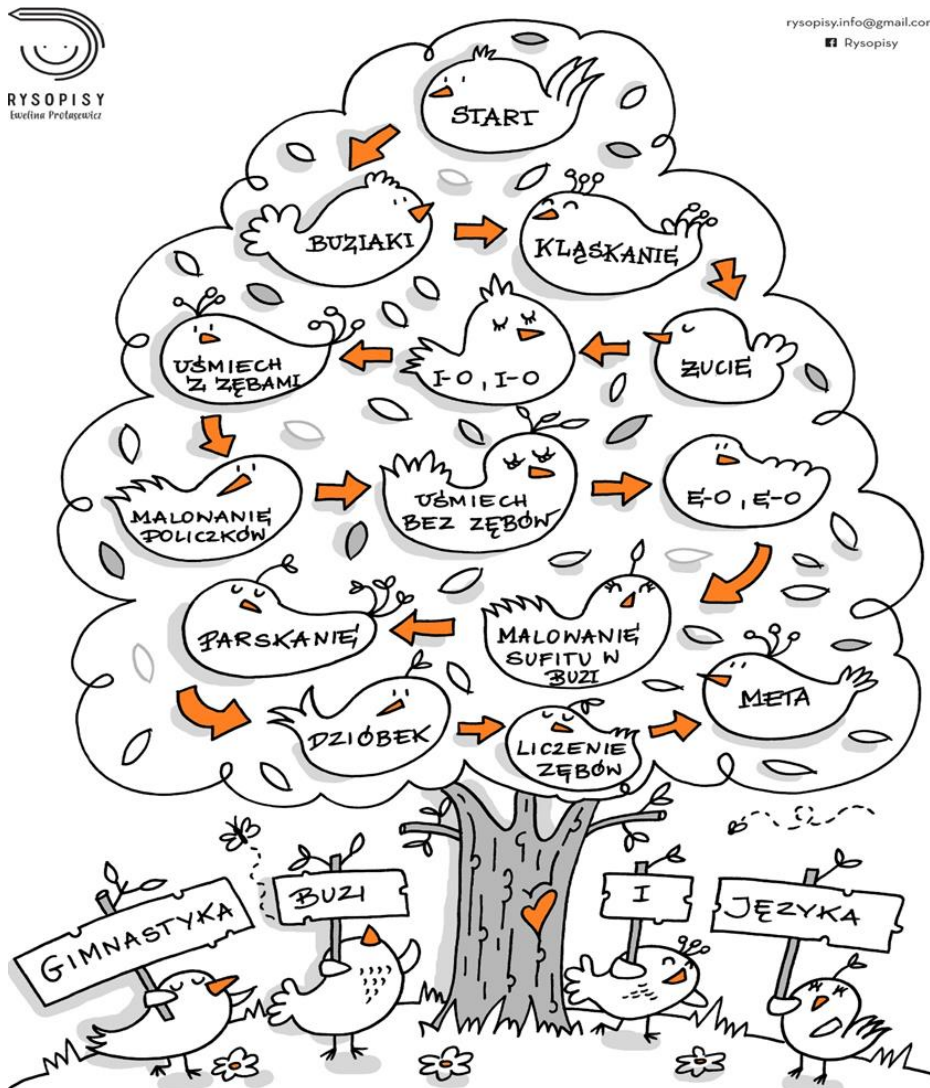 RYSOPISY
Ewelina Protasewicz
rysopisy.info@gmail.com
Rysopisy
START
BUZIAKI
KLĄSKANIE
ŻUCIE
I-O, I-O
UŚMIECH
Z ZĘBAMI
MALOWANIE
POLICZKÓW
UŚMIECH
BEZ ZĘBÓW
E-O, E-O
MALOWANIE
SUFITU W
BUZI
PARSKANIE
DZIÓBEK
LICZENIE
ZĘBÓW
META
GIMNASTYKA
BUZI
I
JĘZYKA